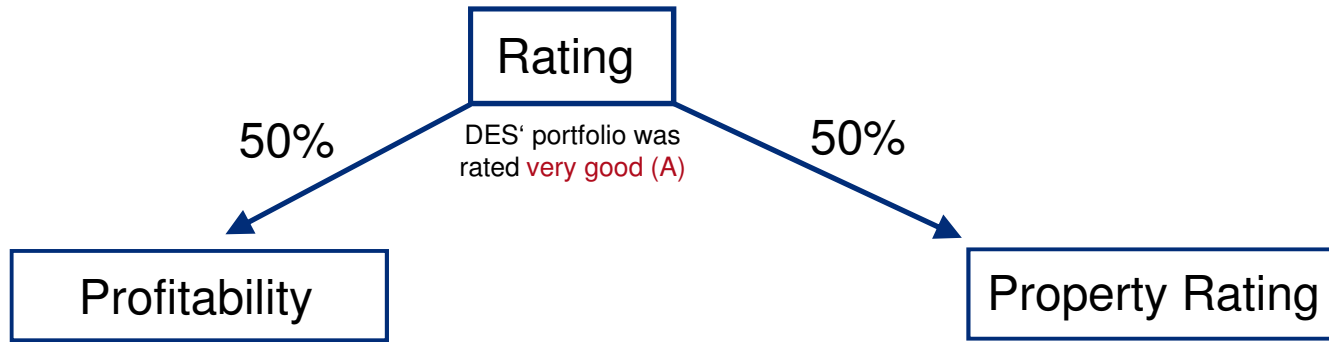 Rating
50%
DES‘ portfolio was
rated very good (A)
50%
Profitability
Property Rating